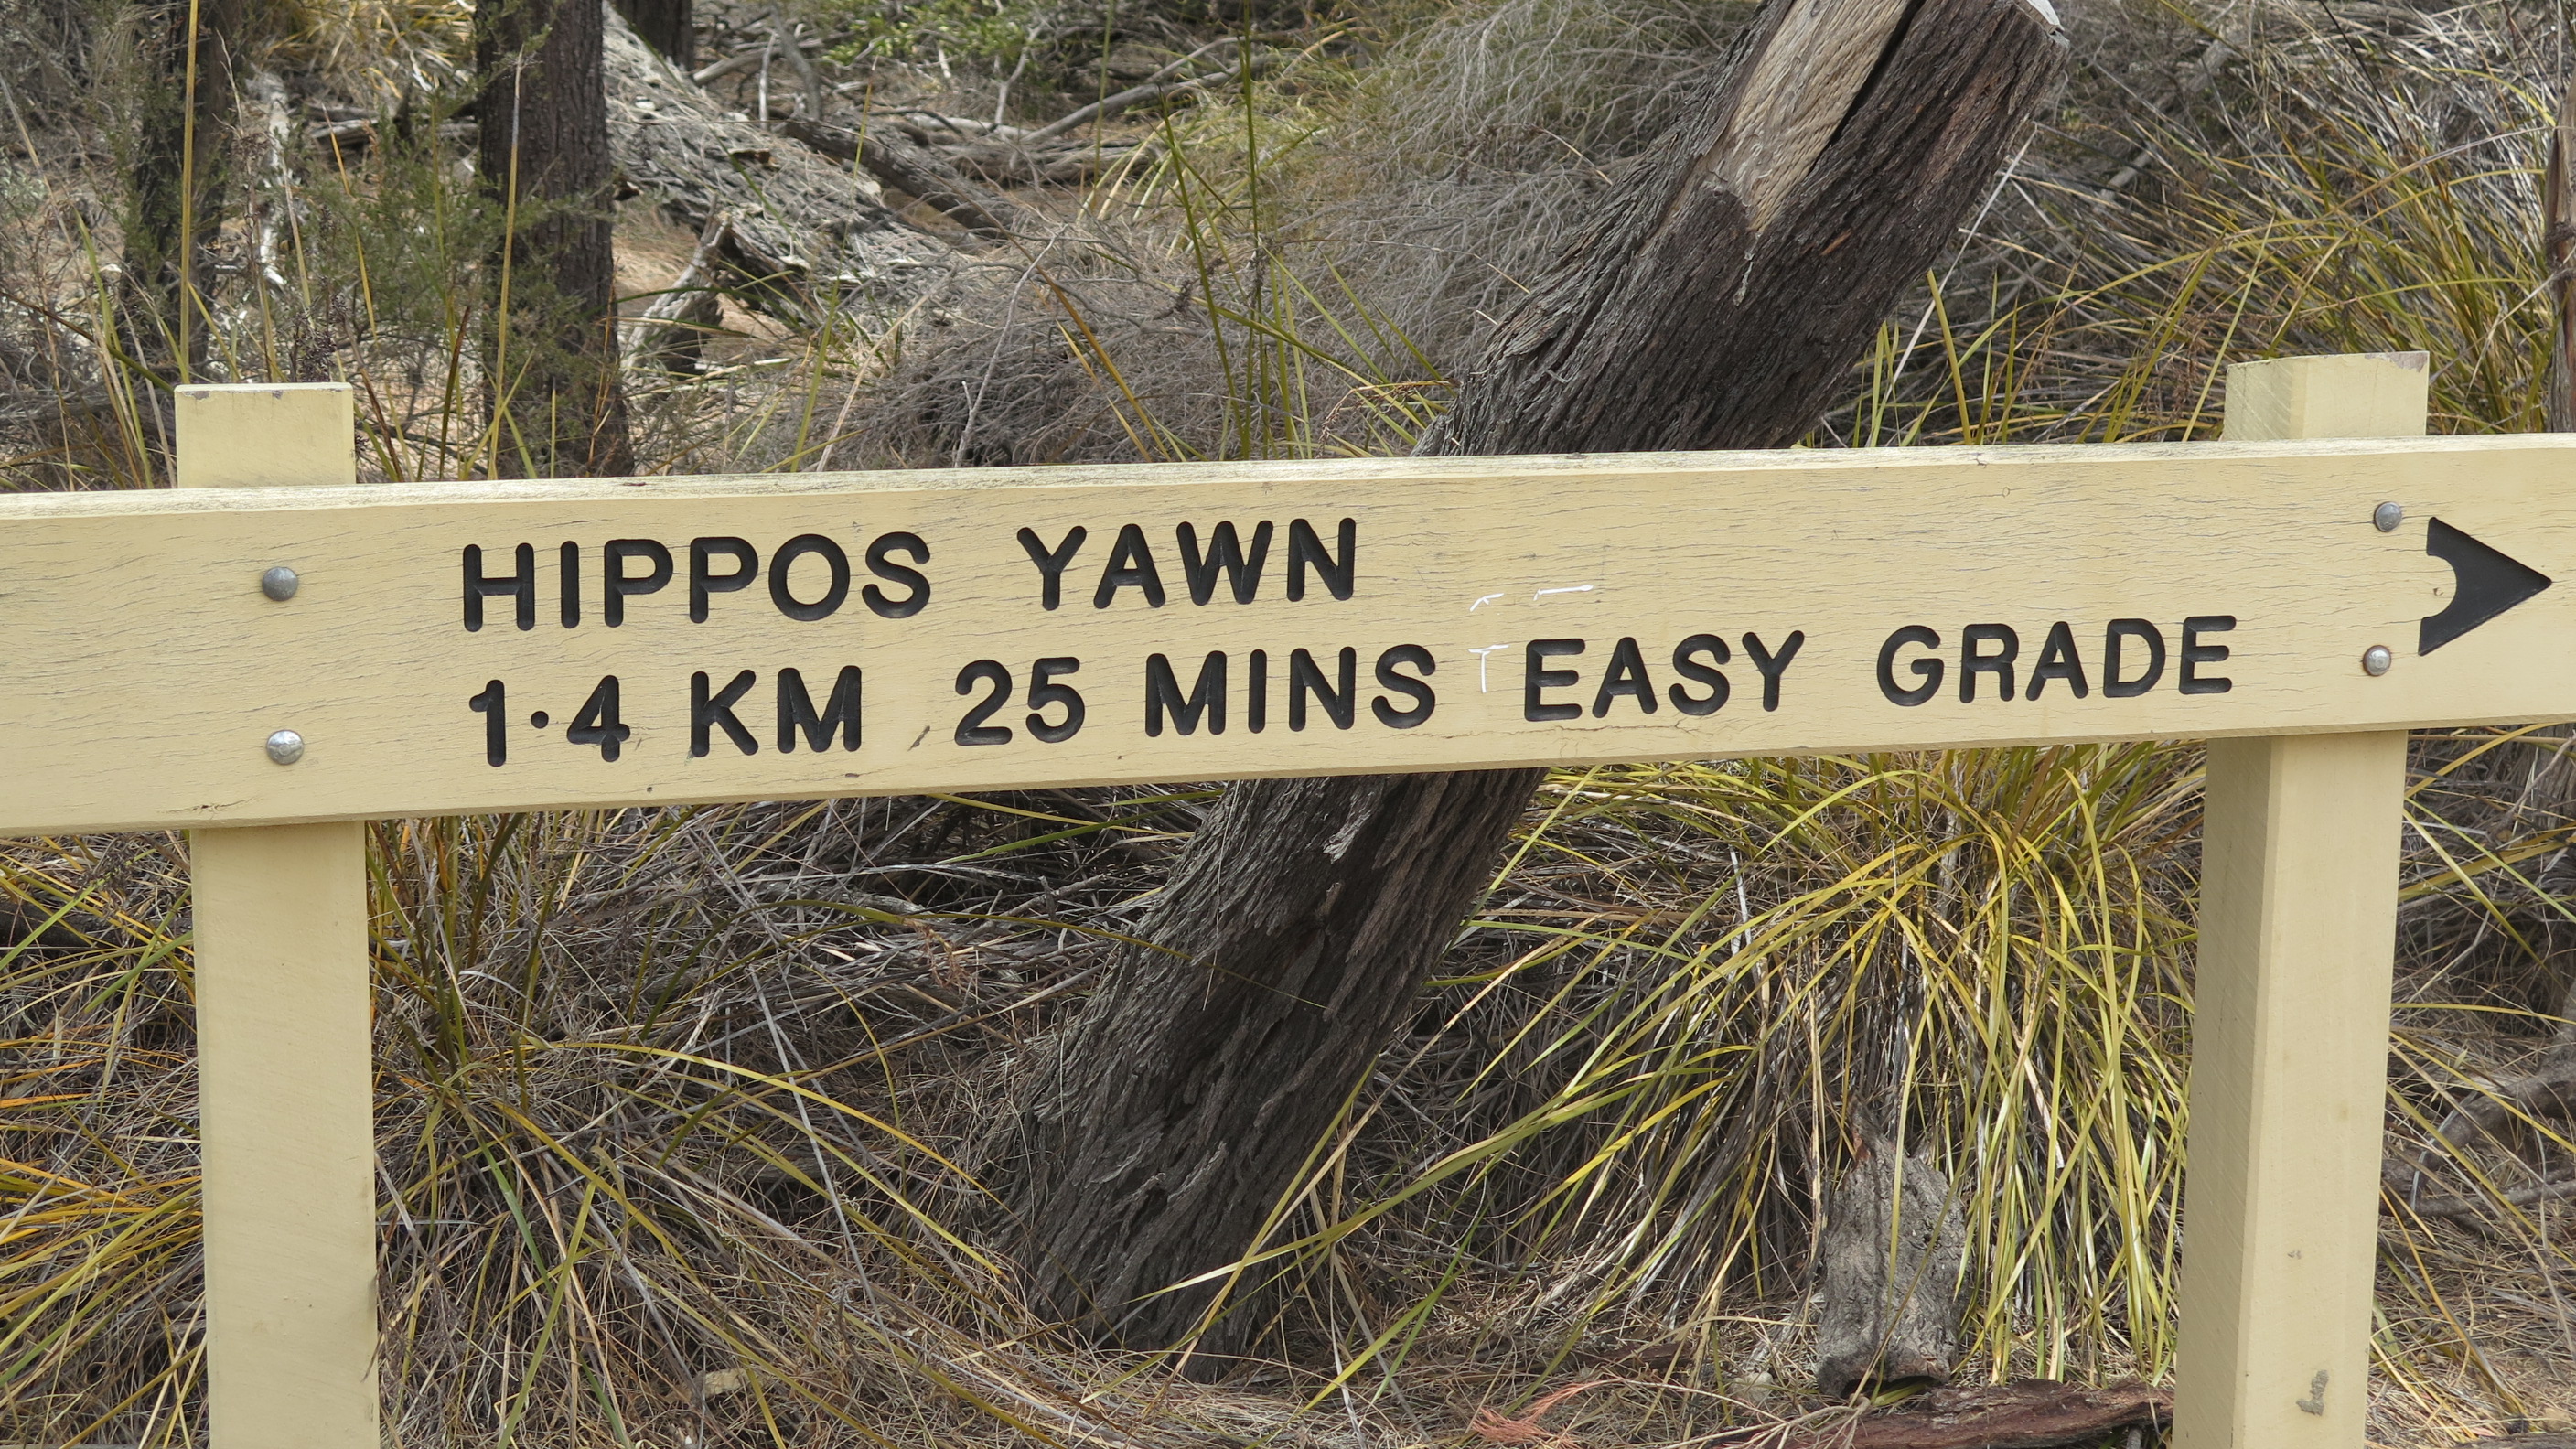 HIPPOS YAWN
1·4 KM 25 MINS EASY GRADE